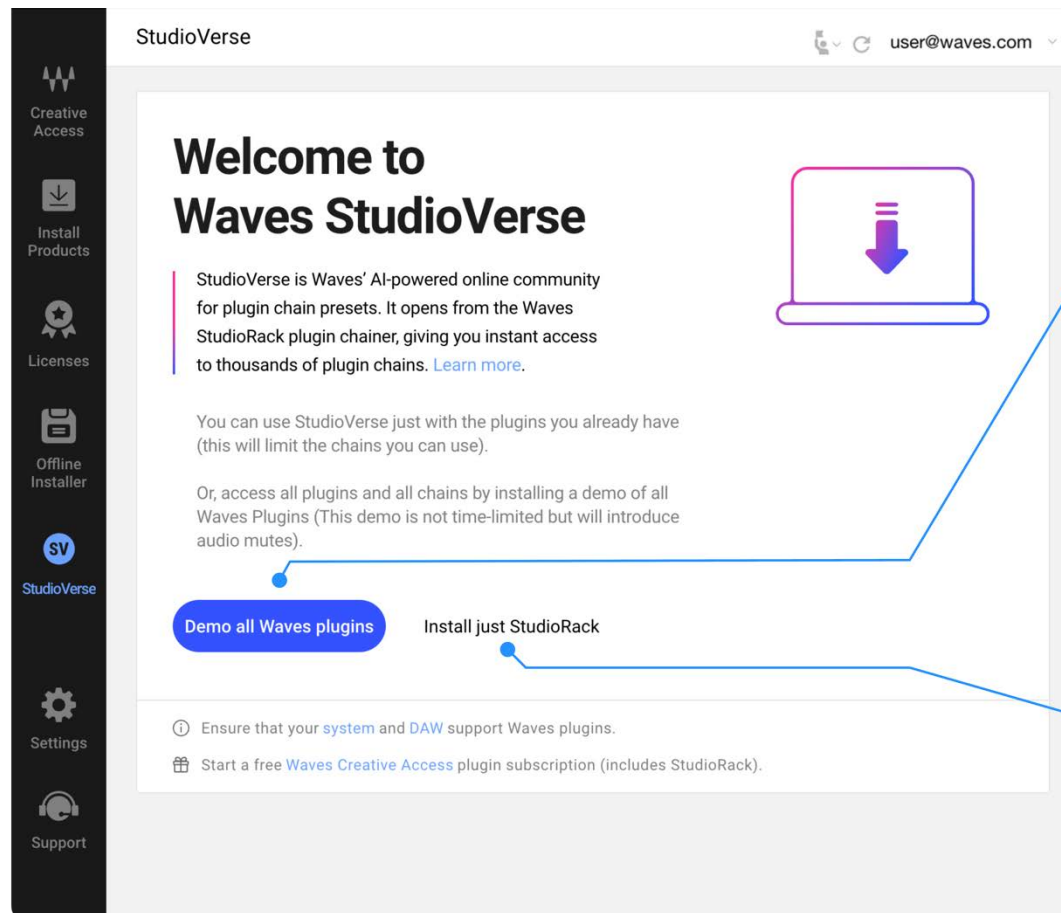 StudioVerse
user@waves.com
Creative
Access
Install
Products
Licenses
Offline
Installer
SV
StudioVerse
Settings
Support
Welcome to
Waves StudioVerse
StudioVerse is Waves' AI-powered online community
for plugin chain presets. It opens from the Waves
StudioRack plugin chainer, giving you instant access
to thousands of plugin chains. Learn more.
You can use StudioVerse just with the plugins you already have
(this will limit the chains you can use).
Or, access all plugins and all chains by installing a demo of all
Waves Plugins (This demo is not time-limited but will introduce
audio mutes).
Demo all Waves plugins
Install just StudioRack
Ensure that your system and DAW support Waves plugins.
Start a free Waves Creative Access plugin subscription (includes StudioRack).